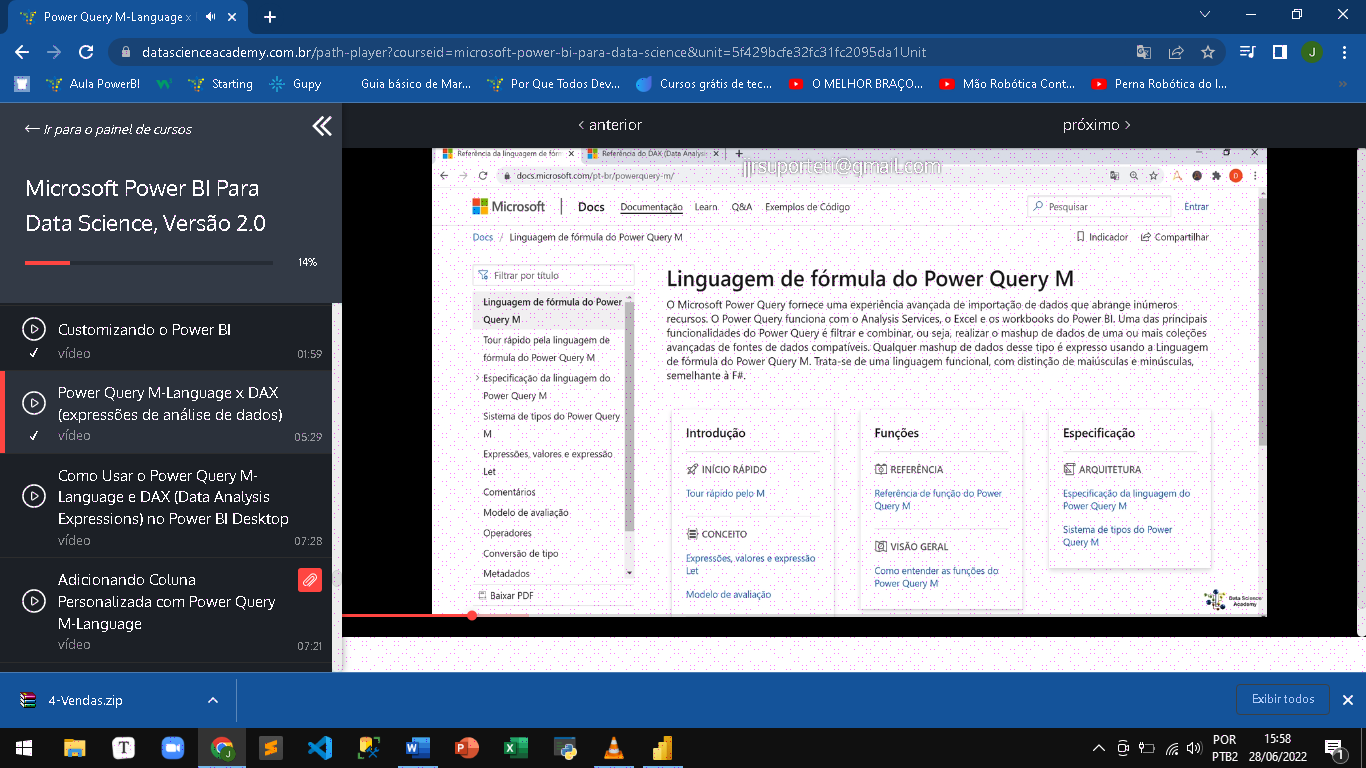 Power Query M-Language x
datascienceacademy.com.br/path-player?courseid=microsoft-power-bi-para-data-science&unit=5f429bcfe32fc31fc2095da1Unit
J
Aula PowerBI
Starting
Gupy
Guia básico de Mar...
Por Que Todos Dev...
Cursos grátis de tec...
O MELHOR BRAÇO...
Mão Robótica Cont...
Perna Robótica do I...
»
← Ir para o painel de cursos
Microsoft Power BI Para
Data Science, Versão 2.0
14%
Customizando o Power BI
vídeo
01:59
Power Query M-Language x DAX
(expressões de análise de dados)
vídeo
05:29
Como Usar o Power Query M-
Language e DAX (Data Analysis
Expressions) no Power BI Desktop
vídeo
07:28
Adicionando Coluna
Personalizada com Power Query
M-Language
vídeo
07:21
< anterior
próximo >
Referência da linguagem de fórm
Referência do DAX (Data Analysis
jjjrsuporteti@gmail.com
docs.microsoft.com/pt-br/powerquery-m/
Microsoft
Docs
Documentação
Learn
Q&A
Exemplos de Código
Pesquisar
Entrar
Docs / Linguagem de fórmula do Power Query M
Indicador
Compartilhar
Filtrar por título
Linguagem de fórmula do Power
Query M
Tour rápido pela linguagem de
fórmula do Power Query M
Especificação da linguagem do
Power Query M
Sistema de tipos do Power Query
M
Expressões, valores e expressão
Let
Comentários
Modelo de avaliação
Operadores
Conversão de tipo
Metadados
Baixar PDF
Linguagem de fórmula do Power Query M
O Microsoft Power Query fornece uma experiência avançada de importação de dados que abrange inúmeros
recursos. O Power Query funciona com o Analysis Services, o Excel e os workbooks do Power BI. Uma das principais
funcionalidades do Power Query é filtrar e combinar, ou seja, realizar o mashup de dados de uma ou mais coleções
avançadas de fontes de dados compatíveis. Qualquer mashup de dados desse tipo é expresso usando a Linguagem
de fórmula do Power Query M. Trata-se de uma linguagem funcional, com distinção de maiúsculas e minúsculas,
semelhante à F#.
Introdução
INÍCIO RÁPIDO
Tour rápido pelo M
CONCEITO
Expressões, valores e expressão
Let
Modelo de avaliação
Funções
REFERÊNCIA
Referência de função do Power
Query M
VISÃO GERAL
Como entender as funções do
Power Query M
Especificação
ARQUITETURA
Especificação da linguagem do
Power Query M
Sistema de tipos do Power
Query M
Data Science
Academy
4-Vendas.zip
Exibir todos
POR
PTB2
15:58
28/06/2022
1